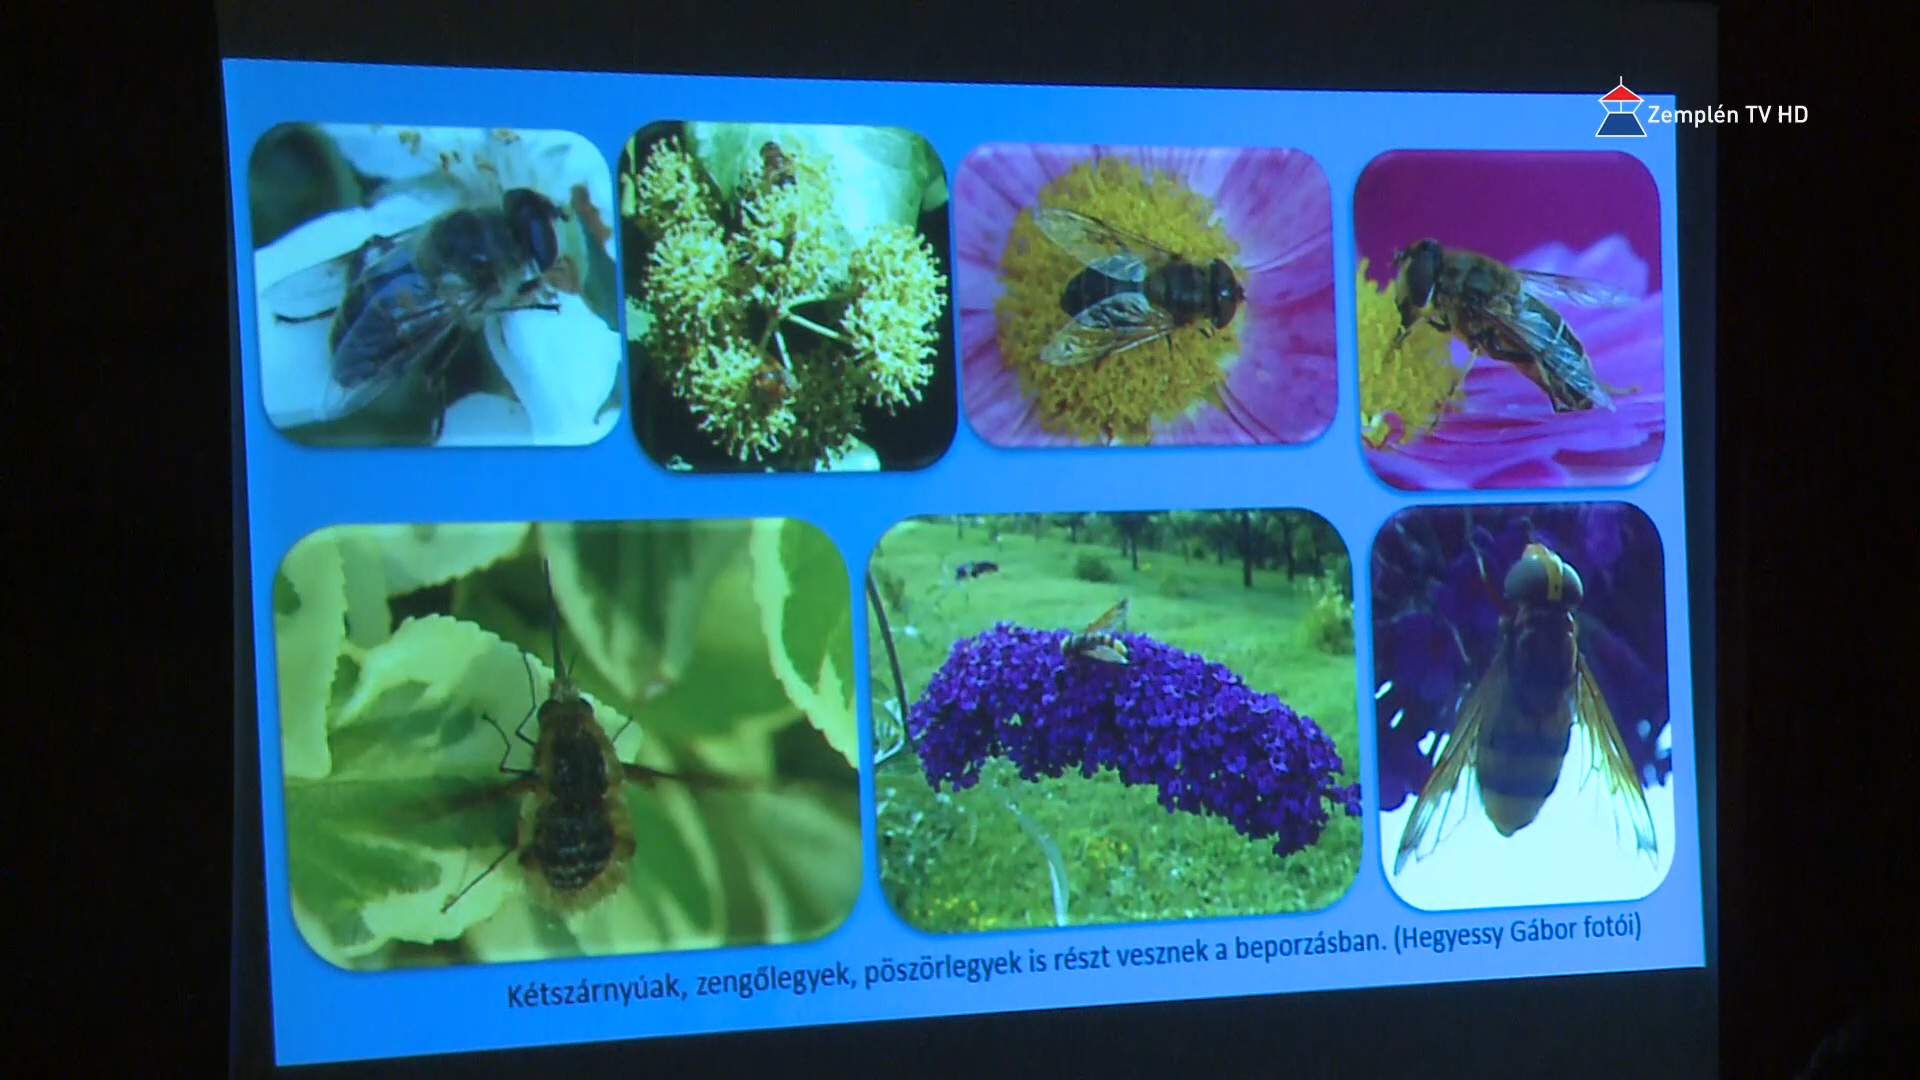 Zemplén TV HD
Kétszárnyúak, zengőlegyek, pöszörlegyek is részt vesznek a beporzásban. (Hegyessy Gábor fotói)